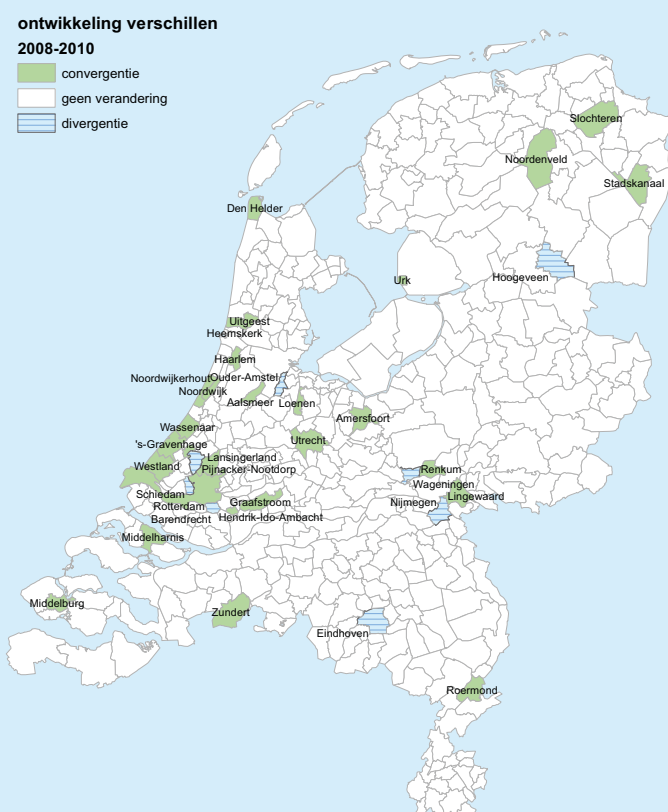 ontwikkeling verschillen
2008-2010
convergentie
geen verandering
divergentie
Slochteren
Noordenveld
Stadskanaal
Den Helder
Hoogeveen
Urk
Uitgeest
Heemskerk
Haarlem
Noordwijkerhout
Ouder-Amstel
Noordwijk
Aalsmeer
Loenen
Amersfoort
Wassenaar
Utrecht
's-Gravenhage
Lansingerland
Westland
Pijnacker-Nootdorp
Renkum
Wageningen
Schiedam
Lingewaard
Rotterdam
Graafstroom
Nijmegen
Barendrecht
Hendrik-Ido-Ambacht
Middelharnis
Middelburg
Zundert
Eindhoven
Roermond